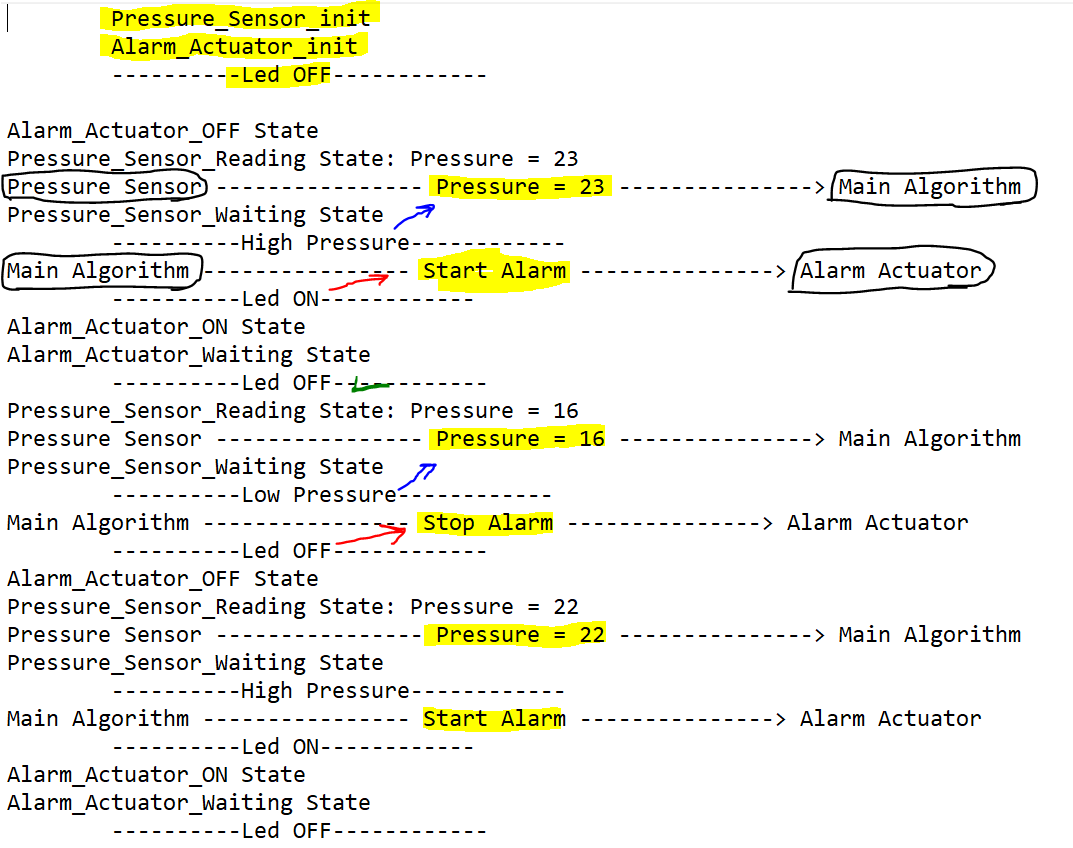 Pressure_Sensor_init
Alarm_Actuator_init
-----------Led OFF------------
Alarm_Actuator_OFF State
Pressure_Sensor_Reading State: Pressure = 23
Pressure Sensor ---------------- Pressure = 23 ---------------> Main Algorithm
Pressure_Sensor_Waiting State
----------High Pressure------------
Main Algorithm ---------------- Start Alarm ---------------> Alarm Actuator
----------Led ON------------
Alarm_Actuator_ON State
Alarm_Actuator_Waiting State
----------Led OFF------------
Pressure_Sensor_Reading State: Pressure = 16
Pressure Sensor ---------------- Pressure = 16 ---------------> Main Algorithm
Pressure_Sensor_Waiting State
----------Low Pressure------------
Main Algorithm ---------------- Stop Alarm ---------------> Alarm Actuator
----------Led OFF------------
Alarm_Actuator_OFF State
Pressure_Sensor_Reading State: Pressure = 22
Pressure Sensor ---------------- Pressure = 22 ---------------> Main Algorithm
Pressure_Sensor_Waiting State
----------High Pressure------------
Main Algorithm ---------------- Start Alarm ---------------> Alarm Actuator
----------Led ON------------
Alarm_Actuator_ON State
Alarm_Actuator_Waiting State
----------Led OFF------------